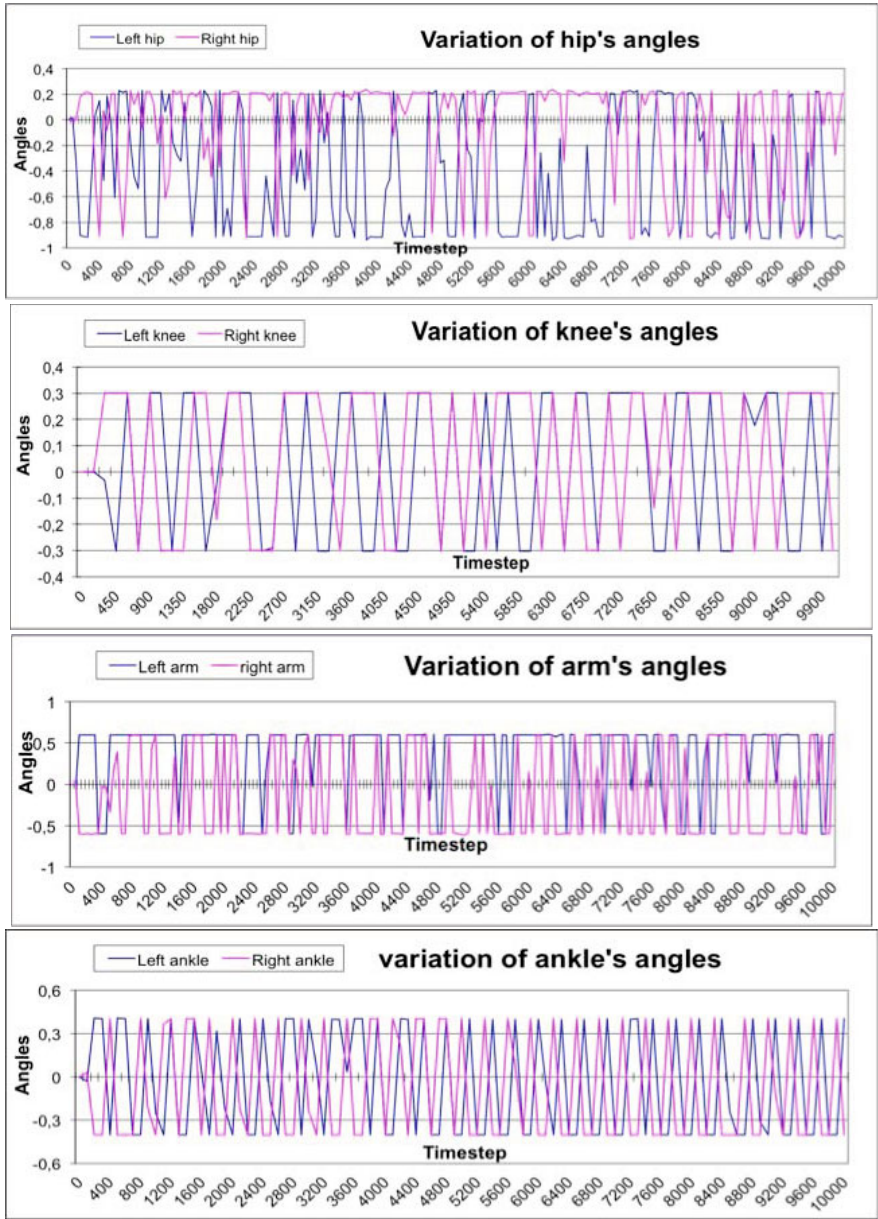 Left hip Right hip Variation of hip's angles
0,4
0,2
0
-0,2
-0,4
-0,6
-0,8
-1
Angles
Timestep
0 400 800 1200 1600 2000 2400 2800 3200 3600 4000 4400 4800 5200 5600 6000 6400 6800 7200 7600 8000 8400 8800 9200 9600 10000
Left knee Right knee Variation of knee's angles
0,4
0,3
0,2
0,1
0
-0,1
-0,2
-0,3
-0,4
Angles
Timestep
0 450 900 1350 1800 2250 2700 3150 3600 4050 4500 4950 5400 5850 6300 6750 7200 7650 8100 8550 9000 9450 9900
Left arm right arm Variation of arm's angles
1
0,5
0
-0,5
-1
Angles
Timestep
0 400 800 1200 1600 2000 2400 2800 3200 3600 4000 4400 4800 5200 5600 6000 6400 6800 7200 7600 8000 8400 8800 9200 9600 10000
Left ankle Right ankle variation of ankle's angles
0,6
0,3
0
-0,3
-0,6
Angles
Timestep
0 400 800 1200 1600 2000 2400 2800 3200 3600 4000 4400 4800 5200 5600 6000 6400 6800 7200 7600 8000 8400 8800 9200 9600 10000